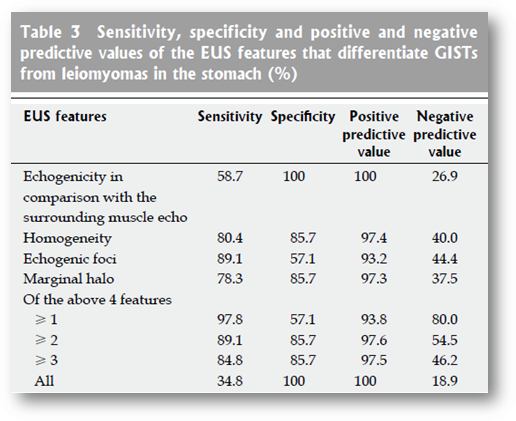 Table 3 Sensitivity, specificity and positive and negative
predictive values of the EUS features that differentiate GISTs
from leiomyomas in the stomach (%)
EUS features Sensitivity Specificity Positive Negative
predictive predictive
value value
Echogenicity in 58.7 100 100 26.9
comparison with the
surrounding muscle echo
Homogeneity 80.4 85.7 97.4 40.0
Echogenic foci 89.1 57.1 93.2 44.4
Marginal halo 78.3 85.7 97.3 37.5
Of the above 4 features
⩾ 1 97.8 57.1 93.8 80.0
⩾ 2 89.1 85.7 97.6 54.5
⩾ 3 84.8 85.7 97.5 46.2
All 34.8 100 100 18.9